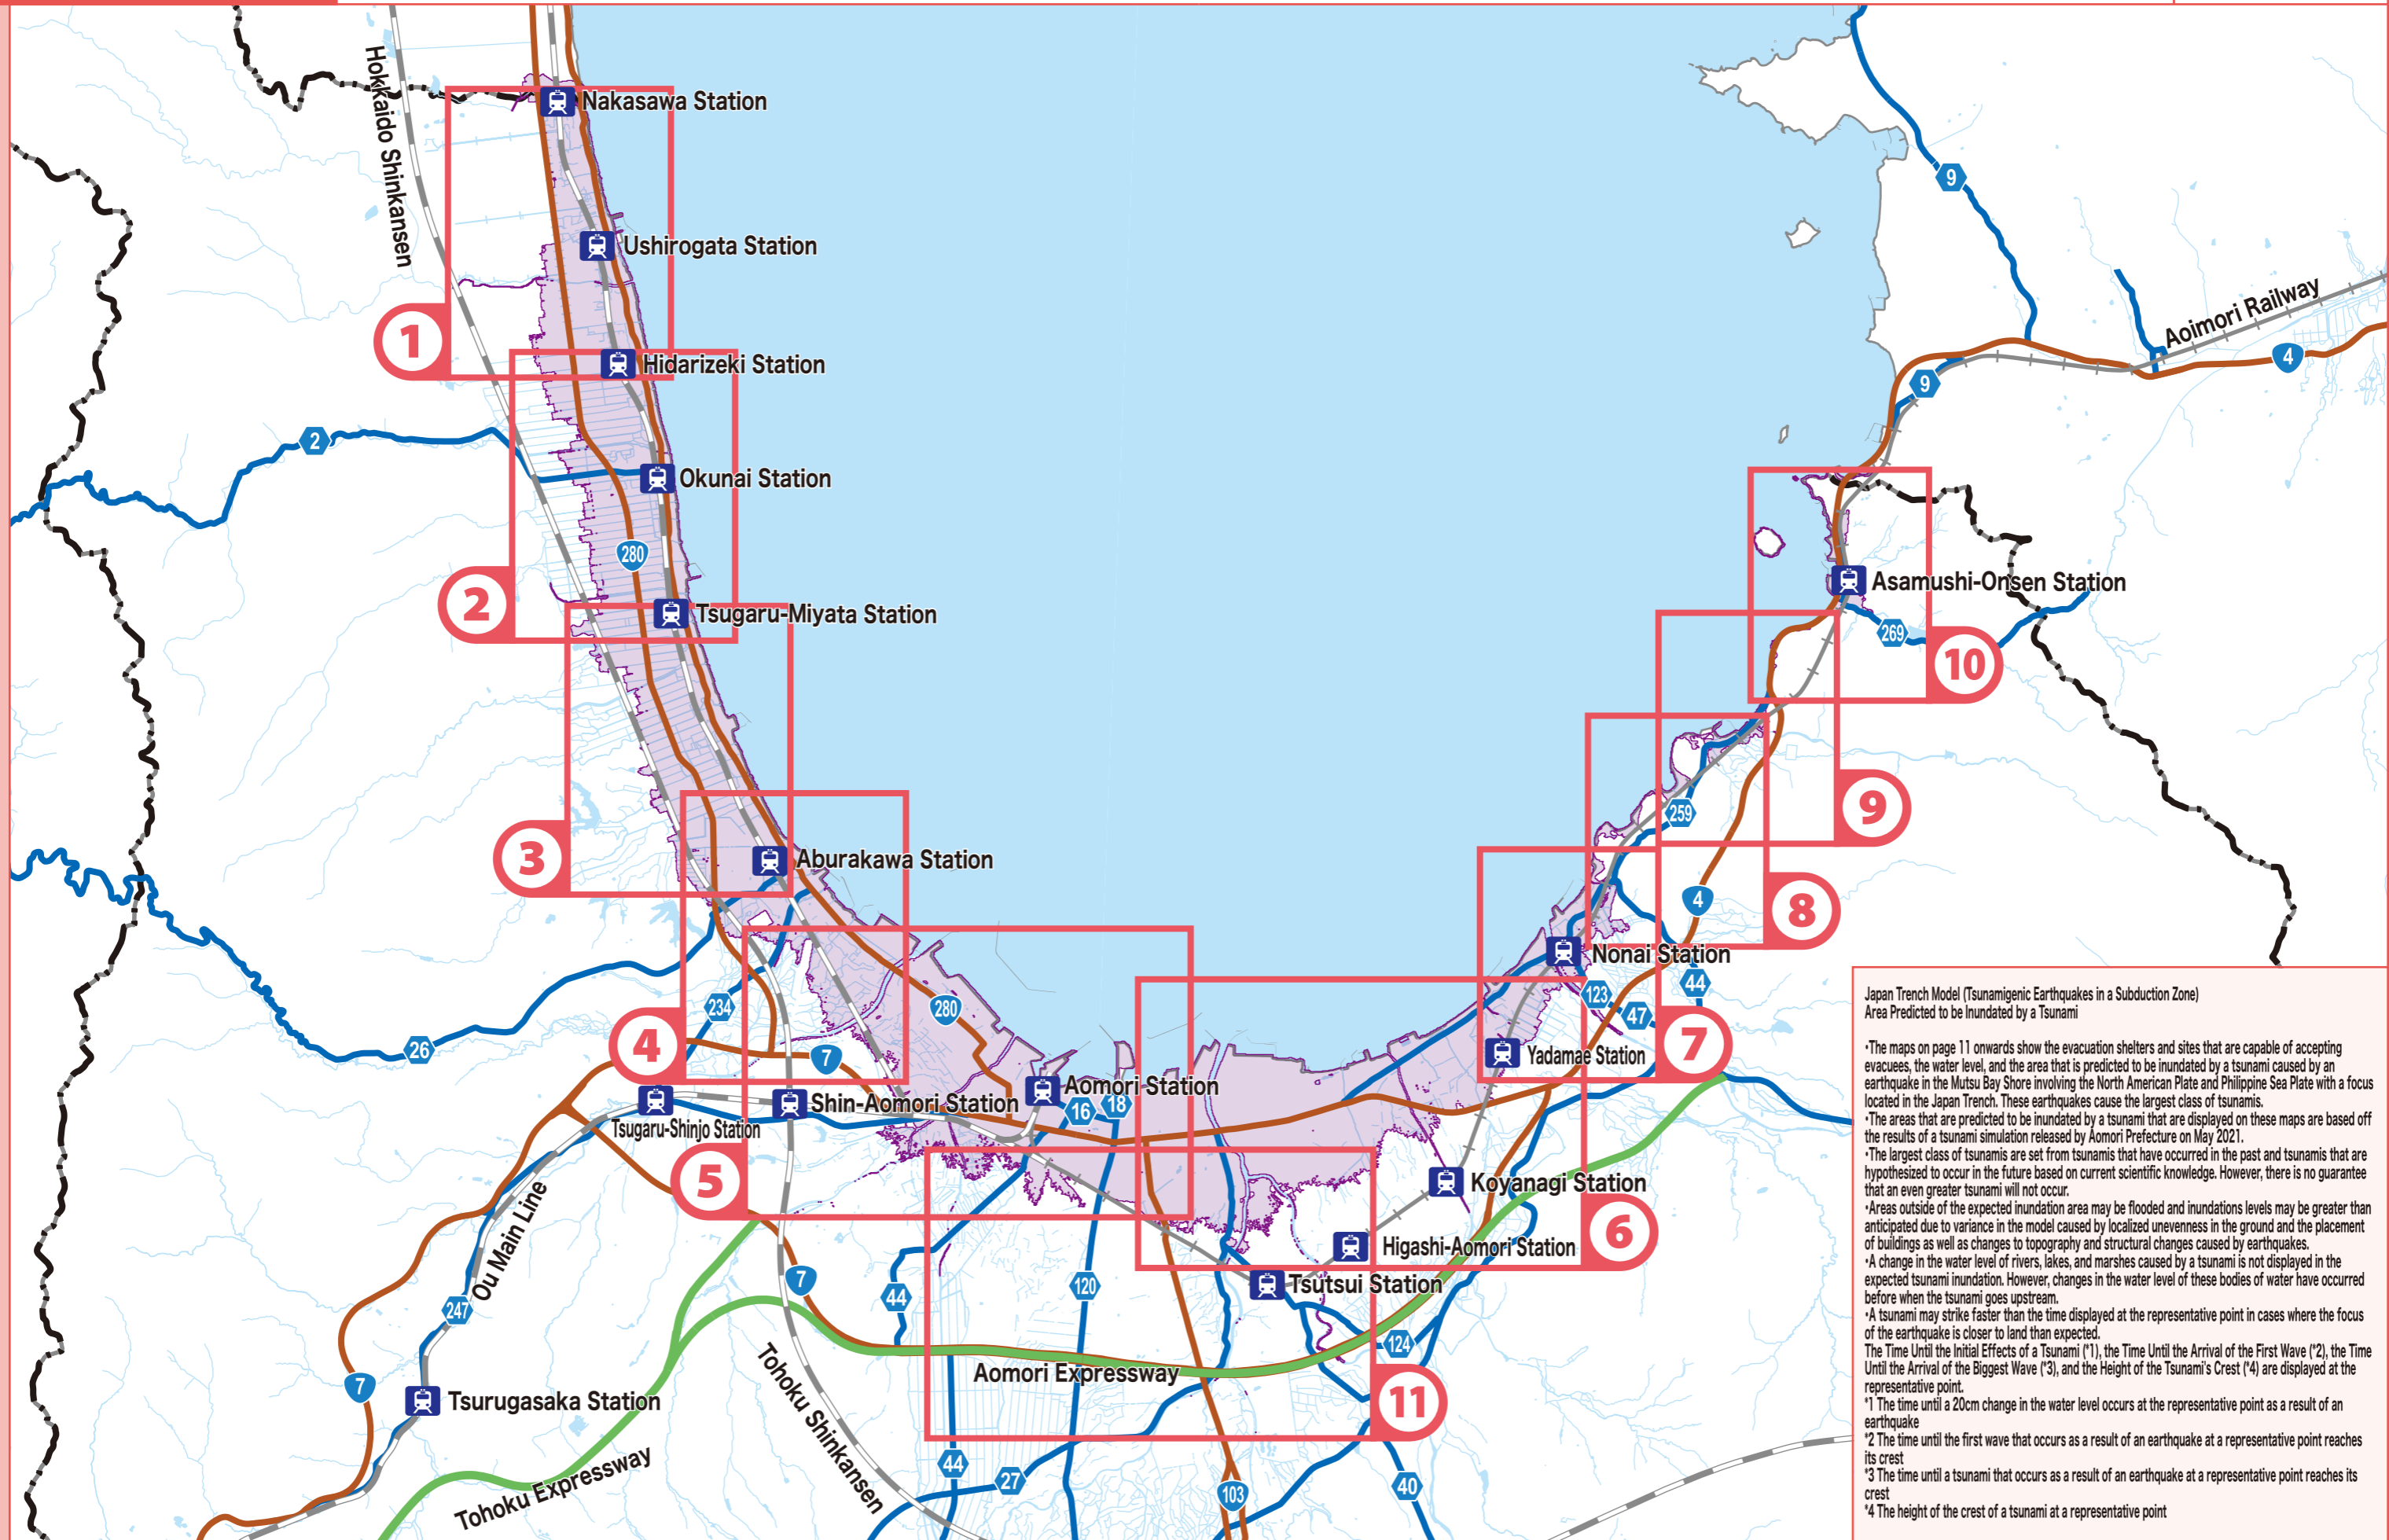 Hokkaido Shinkansen
Nakasawa Station
Ushirogata Station
1
Hidarizeki Station
2
Okunai Station
280
2
Tsugaru-Miyata Station
3
Aburakawa Station
9
Aoimori Railway
4
9
Asamushi-Onsen Station
269
10
259
9
4
8
Nonai Station
44
123
47
7
Yadamae Station
234
280
4
26
7
Aomori Station
16
18
Shin-Aomori Station
Tsugaru-Shinjo Station
5
Koyanagi Station
6
Higashi-Aomori Station
Tsutsui Station
Ou Main Line
247
7
44
120
124
Tohoku Shinkansen
Aomori Expressway
7
Tsurugasaka Station
11
Tohoku Expressway
44
27
103
40
Japan Trench Model (Tsunamigenic Earthquakes in a Subduction Zone)
Area Predicted to be Inundated by a Tsunami
•The maps on page 11 onwards show the evacuation shelters and sites that are capable of accepting
evacuees, the water level, and the area that is predicted to be inundated by a tsunami caused by an
earthquake in the Mutsu Bay Shore involving the North American Plate and Philippine Sea Plate with a focus
located in the Japan Trench. These earthquakes cause the largest class of tsunamis.
•The areas that are predicted to be inundated by a tsunami that are displayed on these maps are based off
the results of a tsunami simulation released by Aomori Prefecture on May 2021.
•The largest class of tsunamis are set from tsunamis that have occurred in the past and tsunamis that are
hypothesized to occur in the future based on current scientific knowledge. However, there is no guarantee
that an even greater tsunami will not occur.
•Areas outside of the expected inundation area may be flooded and inundations levels may be greater than
anticipated due to variance in the model caused by localized unevenness in the ground and the placement
of buildings as well as changes to topography and structural changes caused by earthquakes.
•A change in the water level of rivers, lakes, and marshes caused by a tsunami is not displayed in the
expected tsunami inundation. However, changes in the water level of these bodies of water have occurred
before when the tsunami goes upstream.
•A tsunami may strike faster than the time displayed at the representative point in cases where the focus
of the earthquake is closer to land than expected.
The Time Until the Initial Effects of a Tsunami (*1), the Time Until the Arrival of the First Wave (*2), the Time
Until the Arrival of the Biggest Wave (*3), and the Height of the Tsunami's Crest (*4) are displayed at the
representative point.
*1 The time until a 20cm change in the water level occurs at the representative point as a result of an
earthquake
*2 The time until the first wave that occurs as a result of an earthquake at a representative point reaches
its crest
*3 The time until a tsunami that occurs as a result of an earthquake at a representative point reaches its
crest
*4 The height of the crest of a tsunami at a representative point